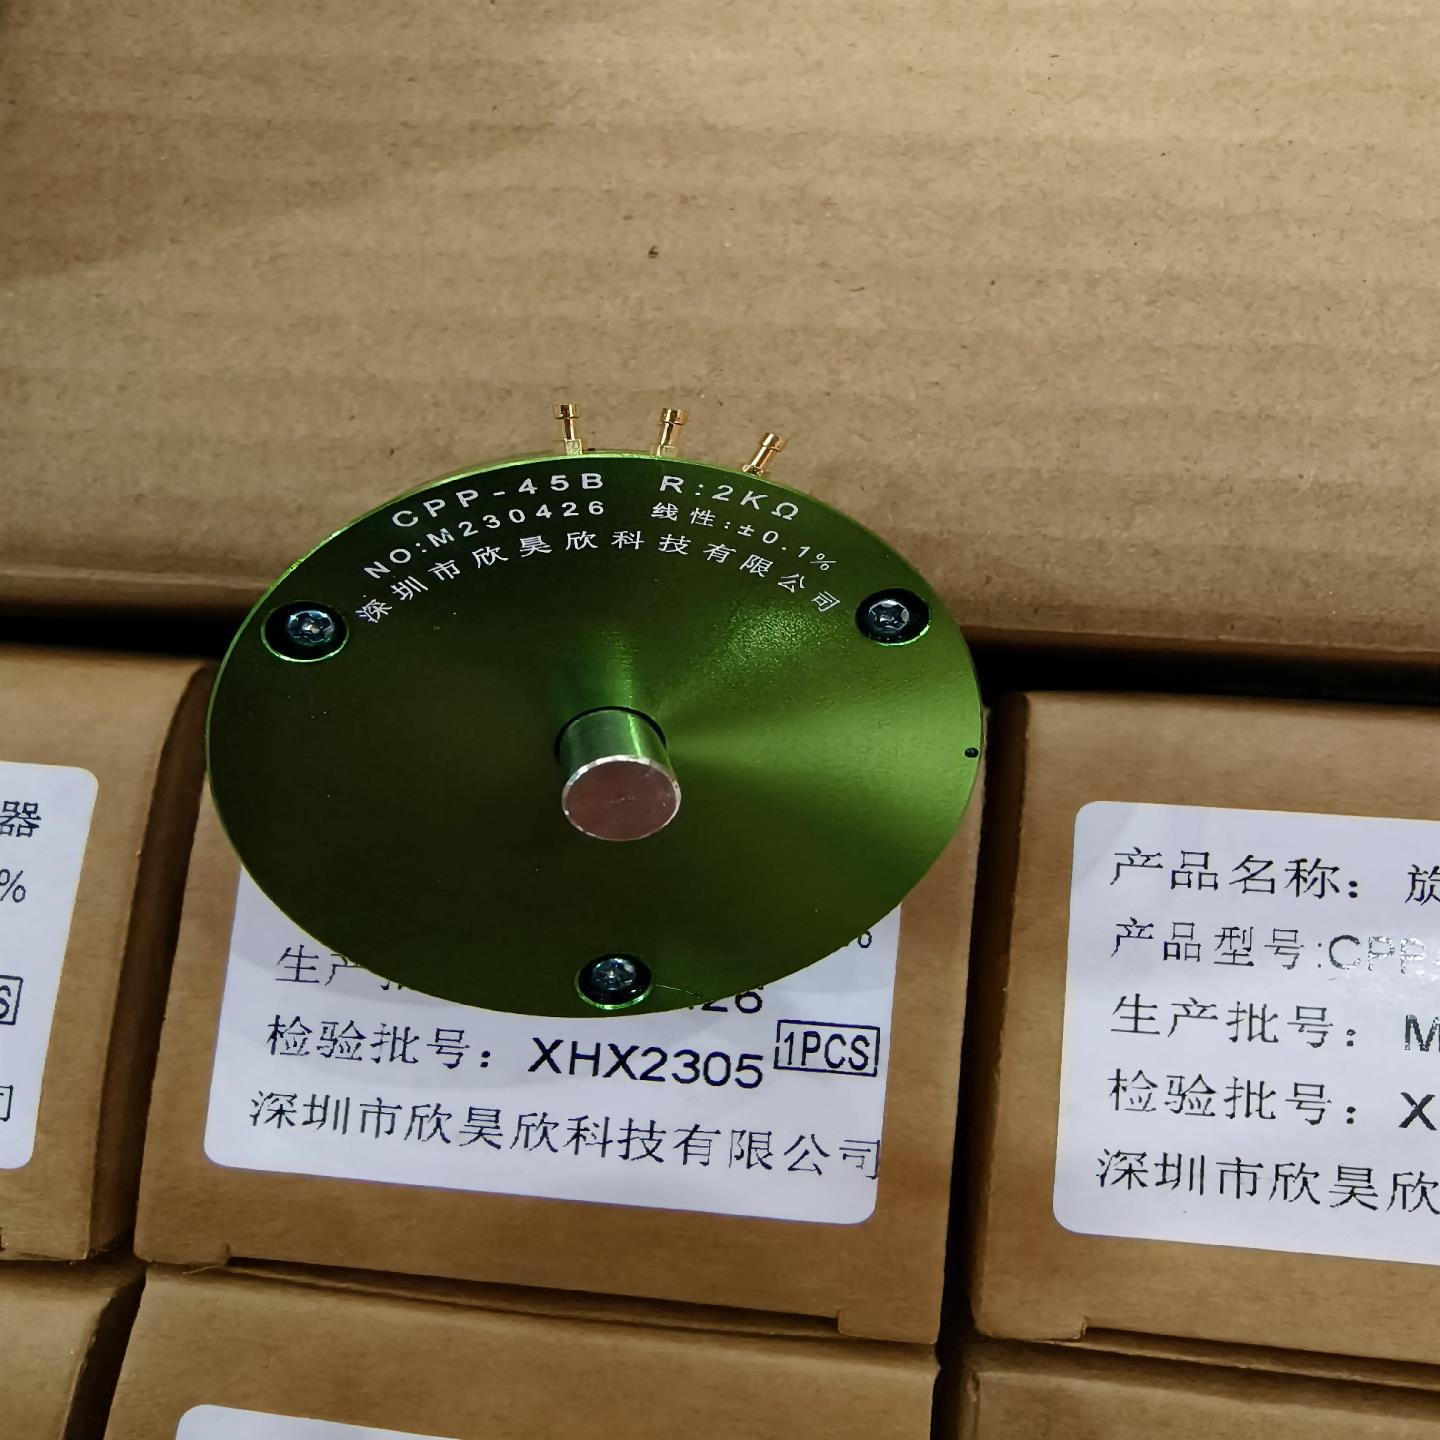 CPP-45B R:2KΩ
NO:M230426 线性:±0.1%
深圳市欣昊欣科技有限公司
器
%
%
生产
26
检验批号：XHX2305 1PCS
深圳市欣昊欣科技有限公司
产品名称：旋
产品型号:CPP
生产批号：M
检验批号：X
深圳市欣昊欣